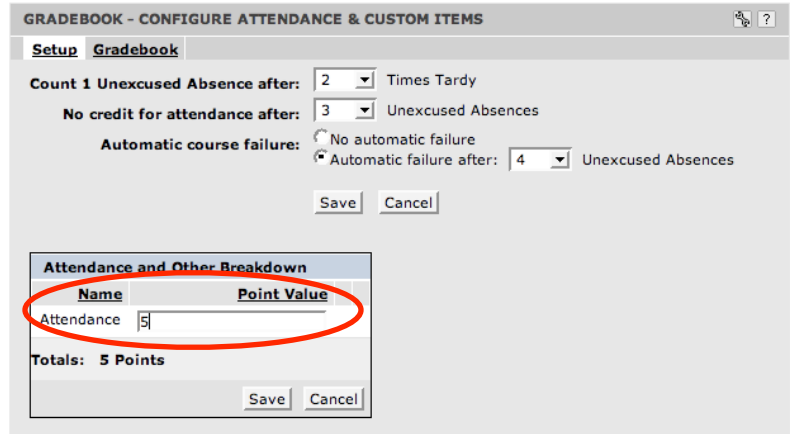 GRADEBOOK - CONFIGURE ATTENDANCE & CUSTOM ITEMS ?
Setup Gradebook
Count 1 Unexcused Absence after: 2 Times Tardy
No credit for attendance after: 3 Unexcused Absences
Automatic course failure: No automatic failure
Automatic failure after: 4 Unexcused Absences
Save Cancel
Attendance and Other Breakdown
Name Point Value
Attendance 5
Totals: 5 Points
Save Cancel